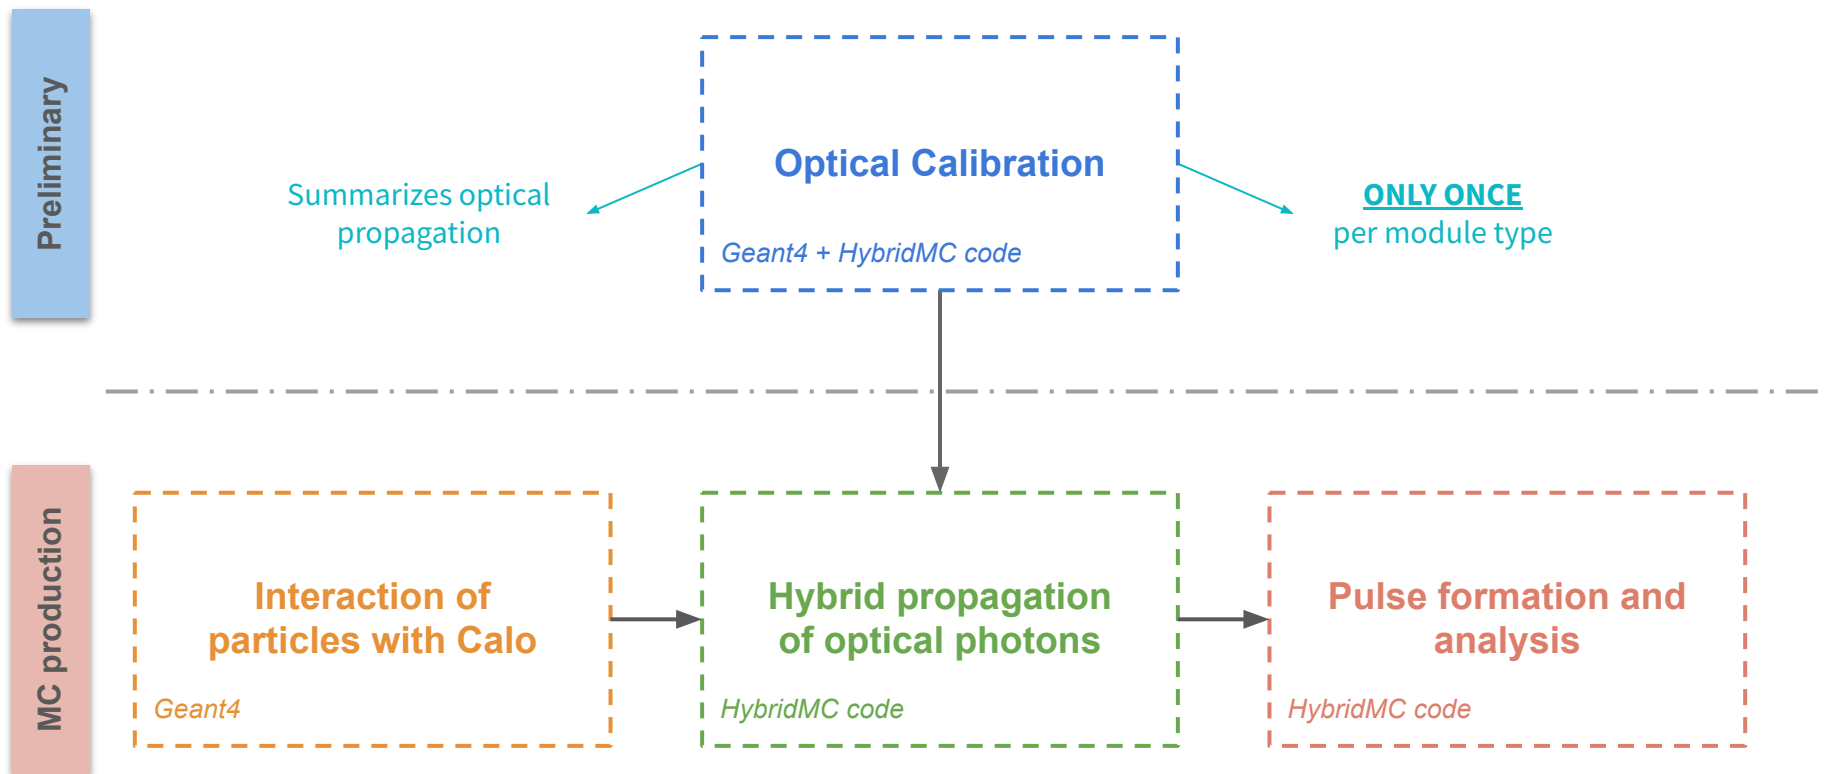 Preliminary
Optical Calibration
Summarizes optical
propagation
ONLY ONCE
per module type
Geant4 + HybridMC code
MC production
Interaction of
particles with Calo
Geant4
Hybrid propagation
of optical photons
HybridMC code
Pulse formation and
analysis
HybridMC code